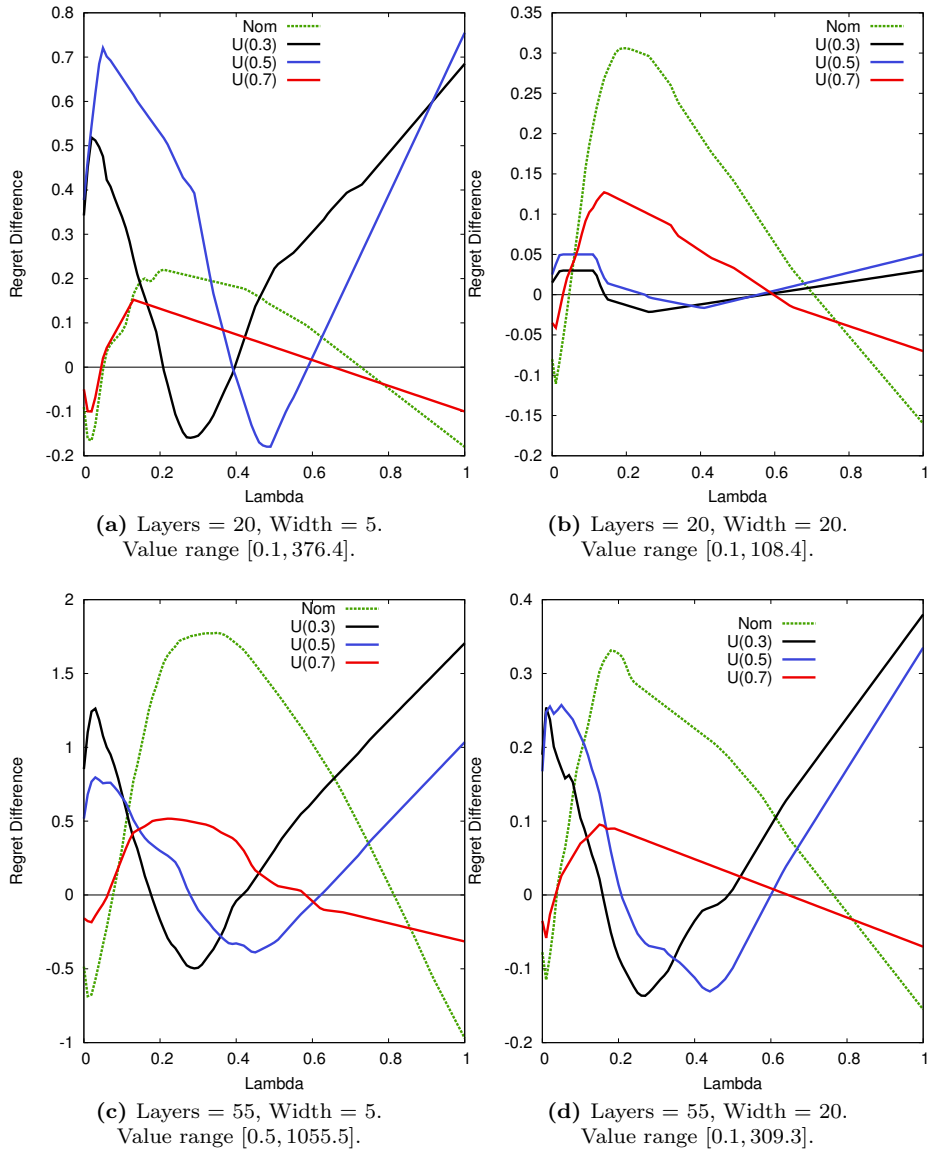 0.8
0.7
0.6
0.5
0.4
0.3
0.2
0.1
0
-0.1
-0.2
Regret Difference
Nom
U(0.3)
U(0.5)
U(0.7)
0 0.2 0.4 0.6 0.8 1
Lambda
(a) Layers = 20, Width = 5.
Value range [0.1, 376.4].
0.35
0.3
0.25
0.2
0.15
0.1
0.05
0
-0.05
-0.1
-0.15
-0.2
Regret Difference
Nom
U(0.3)
U(0.5)
U(0.7)
0 0.2 0.4 0.6 0.8 1
Lambda
(b) Layers = 20, Width = 20.
Value range [0.1, 108.4].
2
1.5
1
0.5
0
-0.5
-1
Regret Difference
Nom
U(0.3)
U(0.5)
U(0.7)
0 0.2 0.4 0.6 0.8 1
Lambda
(c) Layers = 55, Width = 5.
Value range [0.5, 1055.5].
0.4
0.3
0.2
0.1
0
-0.1
-0.2
Regret Difference
Nom
U(0.3)
U(0.5)
U(0.7)
0 0.2 0.4 0.6 0.8 1
Lambda
(d) Layers = 55, Width = 20.
Value range [0.1, 309.3].